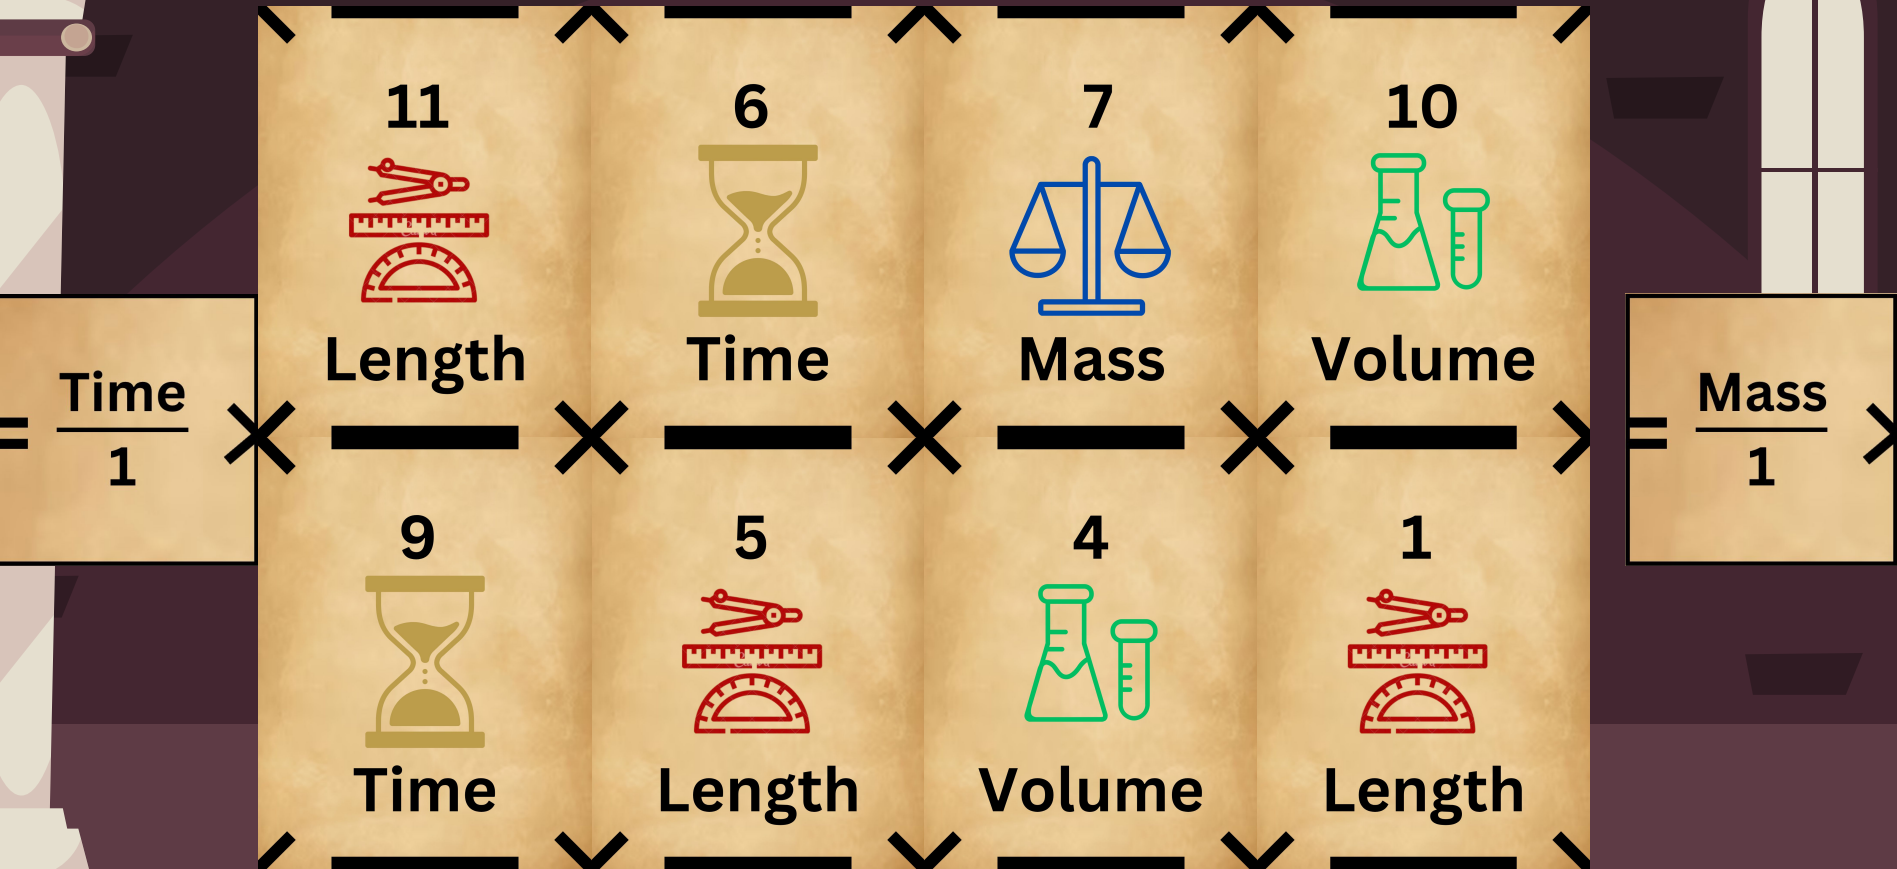 11 6 7 10
Length Time Mass Volume
= Time × = Mass ×
1 1
× × ×
9 5 4 1
Time Length Volume Length